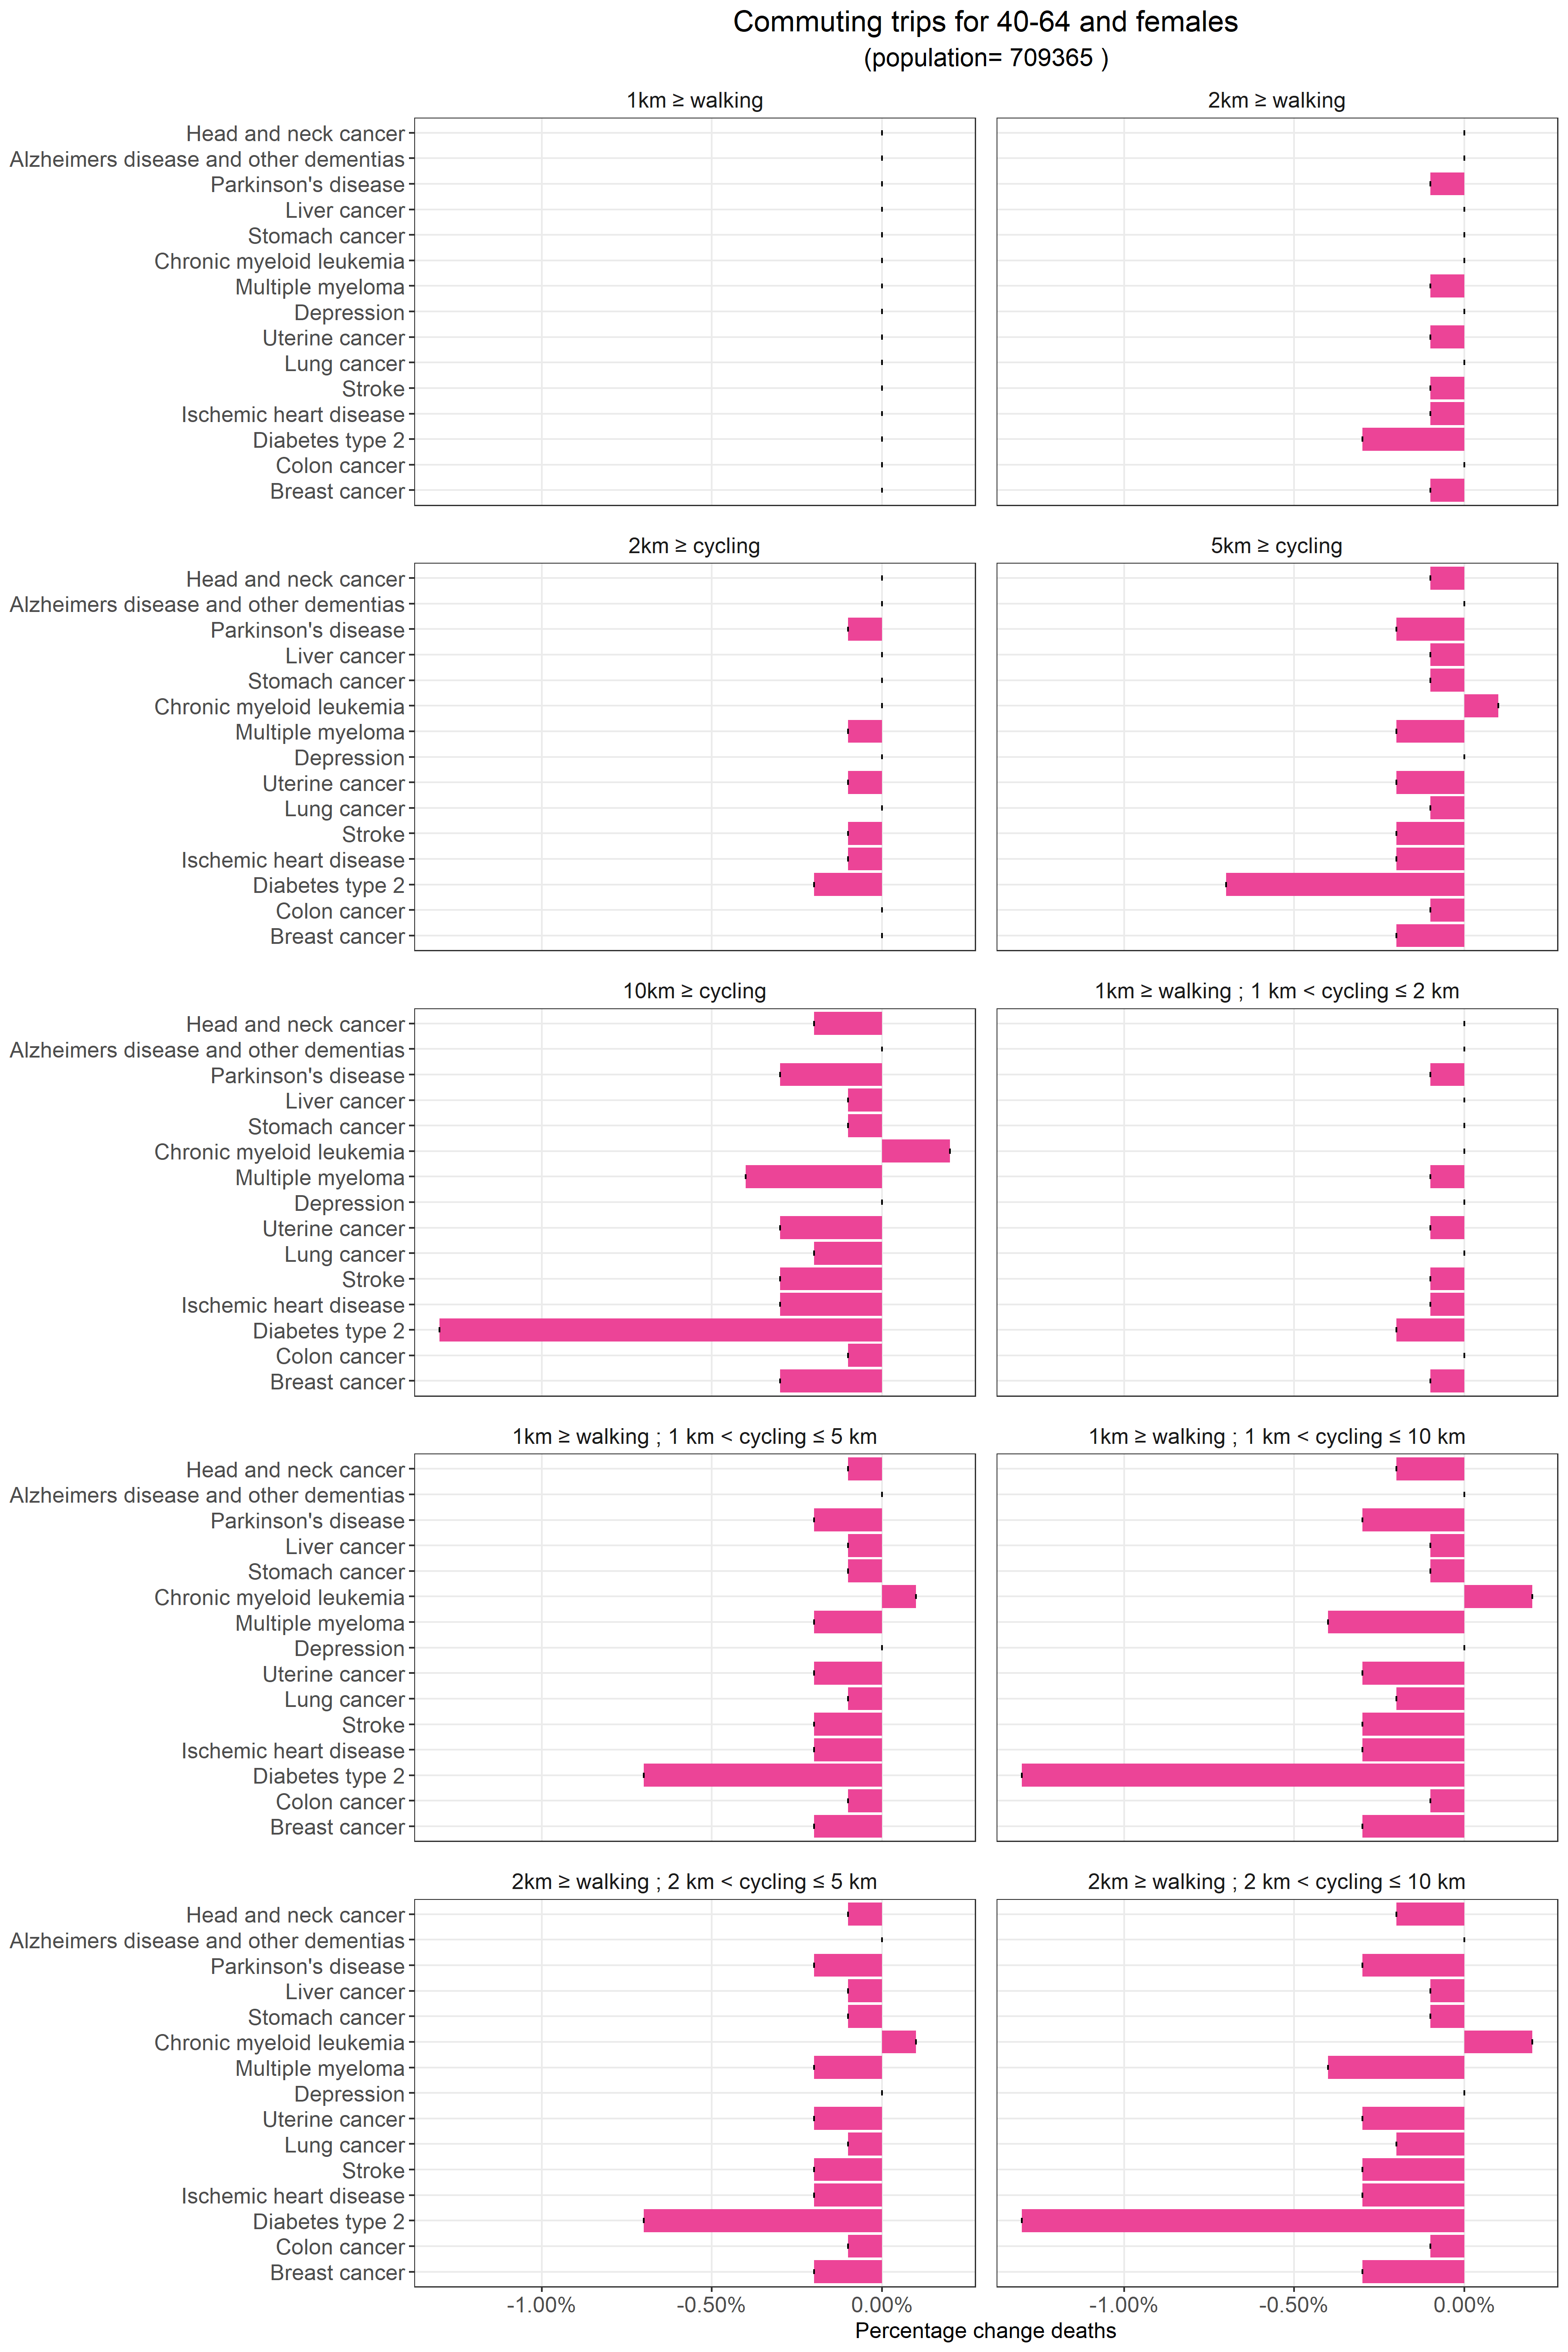 Commuting trips for 40-64 and females
(population= 709365 )
1km ≥ walking
2km ≥ walking
Head and neck cancer
Alzheimers disease and other dementias
Parkinson's disease
Liver cancer
Stomach cancer
Chronic myeloid leukemia
Multiple myeloma
Depression
Uterine cancer
Lung cancer
Stroke
Ischemic heart disease
Diabetes type 2
Colon cancer
Breast cancer
2km ≥ cycling
5km ≥ cycling
Head and neck cancer
Alzheimers disease and other dementias
Parkinson's disease
Liver cancer
Stomach cancer
Chronic myeloid leukemia
Multiple myeloma
Depression
Uterine cancer
Lung cancer
Stroke
Ischemic heart disease
Diabetes type 2
Colon cancer
Breast cancer
10km ≥ cycling
1km ≥ walking ; 1 km < cycling ≤ 2 km
Head and neck cancer
Alzheimers disease and other dementias
Parkinson's disease
Liver cancer
Stomach cancer
Chronic myeloid leukemia
Multiple myeloma
Depression
Uterine cancer
Lung cancer
Stroke
Ischemic heart disease
Diabetes type 2
Colon cancer
Breast cancer
1km ≥ walking ; 1 km < cycling ≤ 5 km
1km ≥ walking ; 1 km < cycling ≤ 10 km
Head and neck cancer
Alzheimers disease and other dementias
Parkinson's disease
Liver cancer
Stomach cancer
Chronic myeloid leukemia
Multiple myeloma
Depression
Uterine cancer
Lung cancer
Stroke
Ischemic heart disease
Diabetes type 2
Colon cancer
Breast cancer
2km ≥ walking ; 2 km < cycling ≤ 5 km
2km ≥ walking ; 2 km < cycling ≤ 10 km
Head and neck cancer
Alzheimers disease and other dementias
Parkinson's disease
Liver cancer
Stomach cancer
Chronic myeloid leukemia
Multiple myeloma
Depression
Uterine cancer
Lung cancer
Stroke
Ischemic heart disease
Diabetes type 2
Colon cancer
Breast cancer
-1.00% -0.50% 0.00% -1.00% -0.50% 0.00%
Percentage change deaths